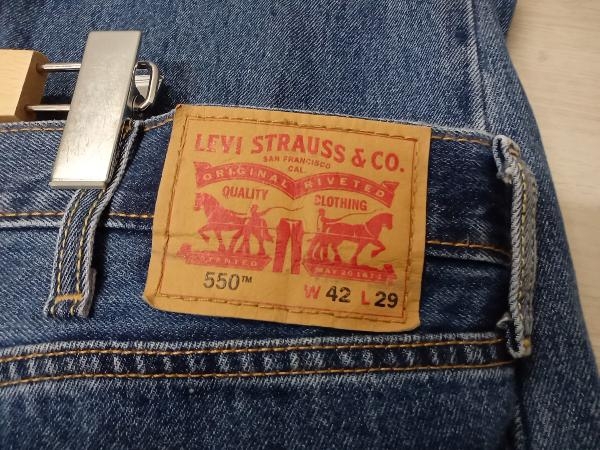 LEVI STRAUSS & CO.
SAN FRANCISCO
CAL.
ORIGINAL RIVETED
QUALITY CLOTHING
PATENTED MAY 20 1873
550™ W 42 L 29